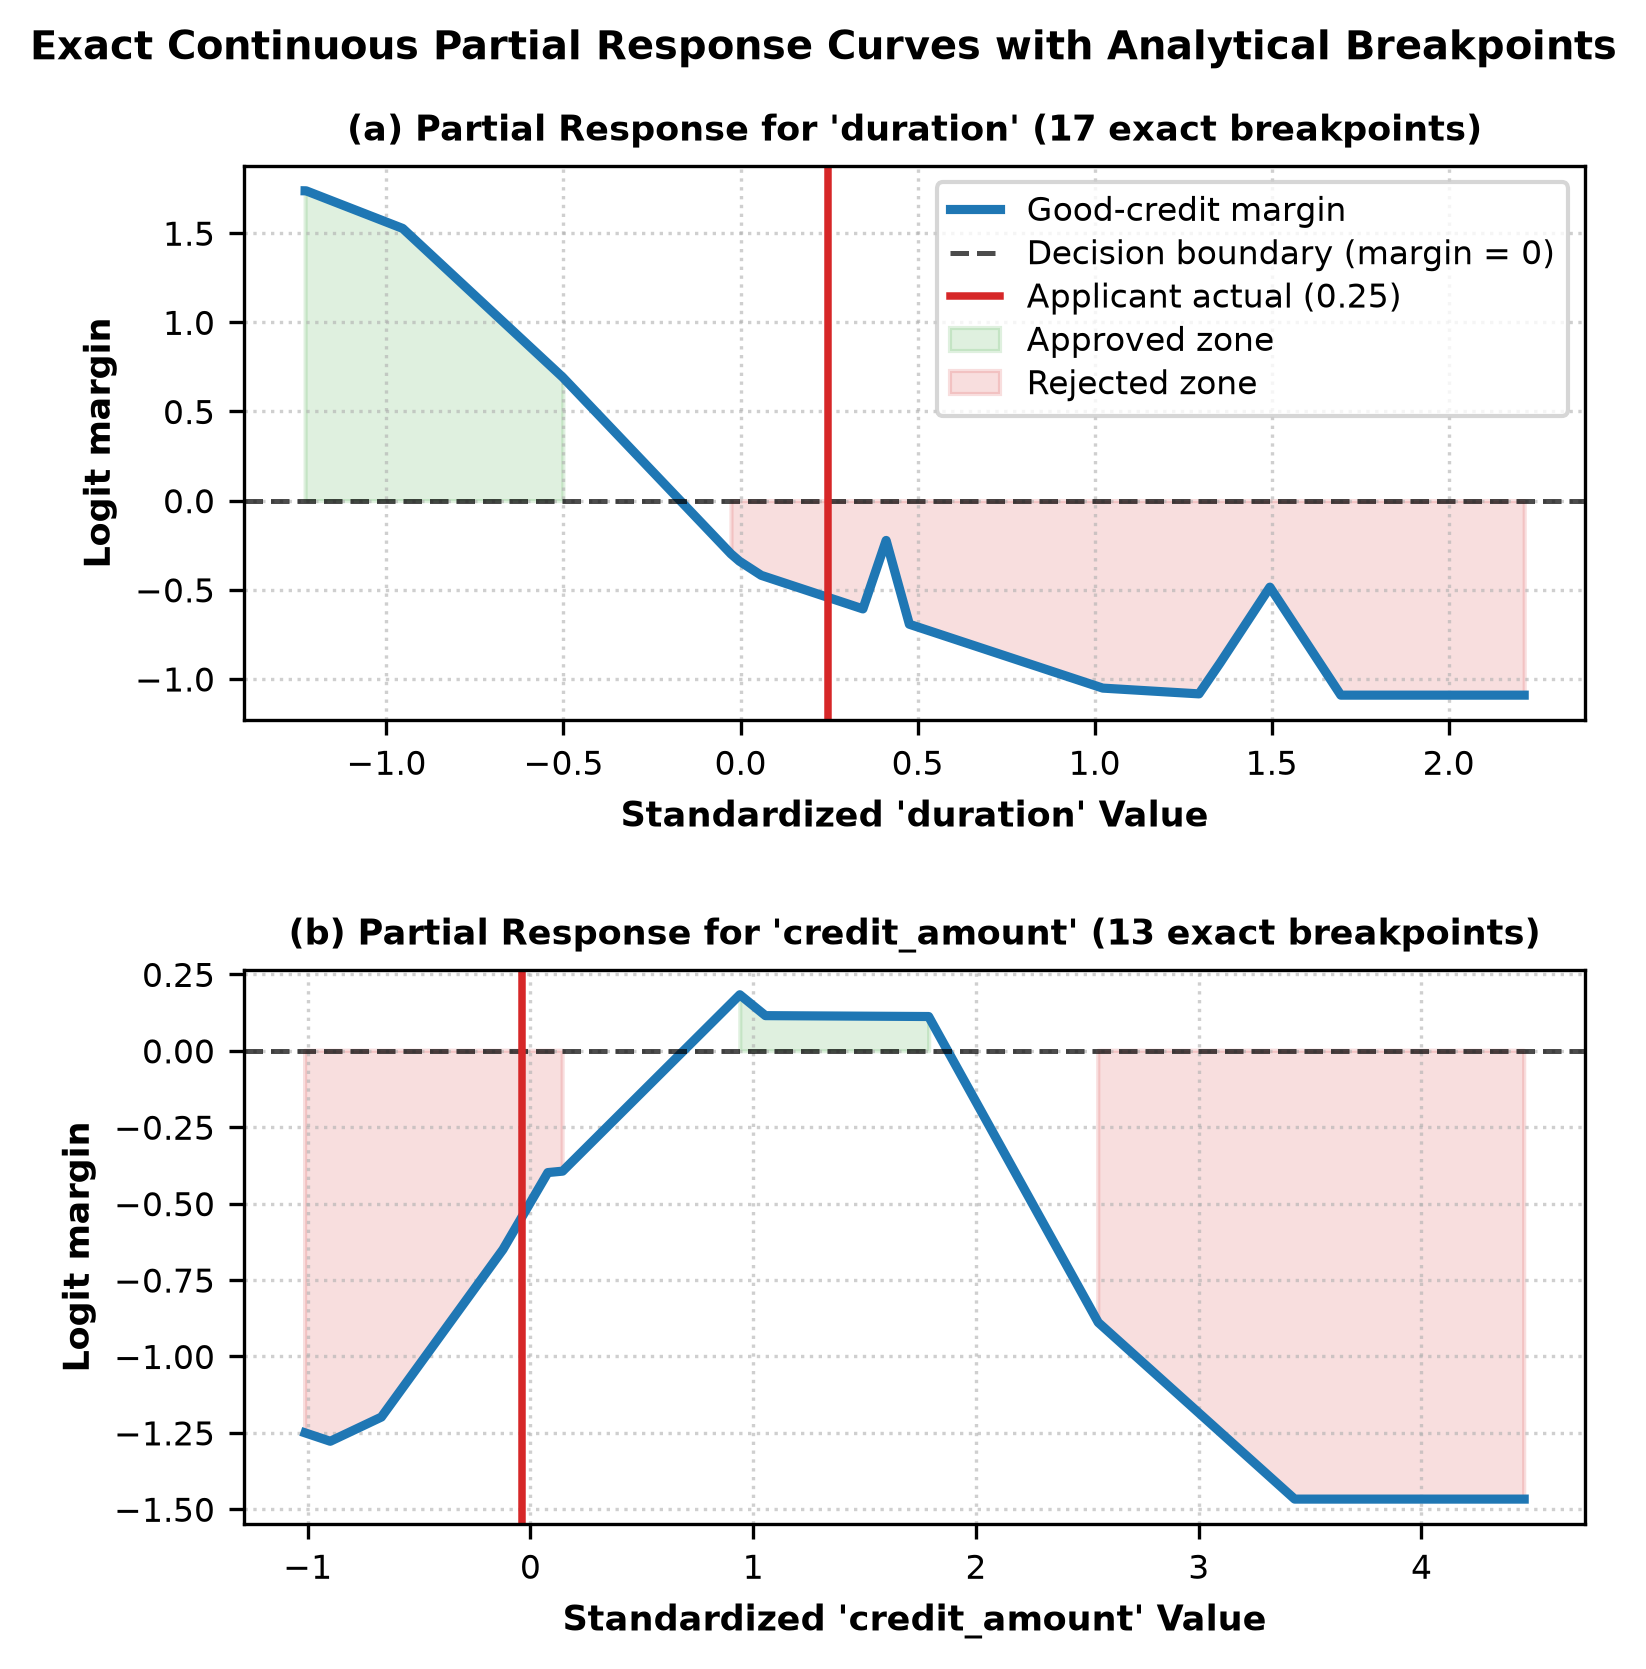 Exact Continuous Partial Response Curves with Analytical Breakpoints
(a) Partial Response for 'duration' (17 exact breakpoints)
Good-credit margin
Decision boundary (margin = 0)
Applicant actual (0.25)
Approved zone
Rejected zone
Logit margin
1.5
1.0
0.5
0.0
−0.5
−1.0
−1.0 −0.5 0.0 0.5 1.0 1.5 2.0
Standardized 'duration' Value
(b) Partial Response for 'credit_amount' (13 exact breakpoints)
Logit margin
0.25
0.00
−0.25
−0.50
−0.75
−1.00
−1.25
−1.50
−1 0 1 2 3 4
Standardized 'credit_amount' Value